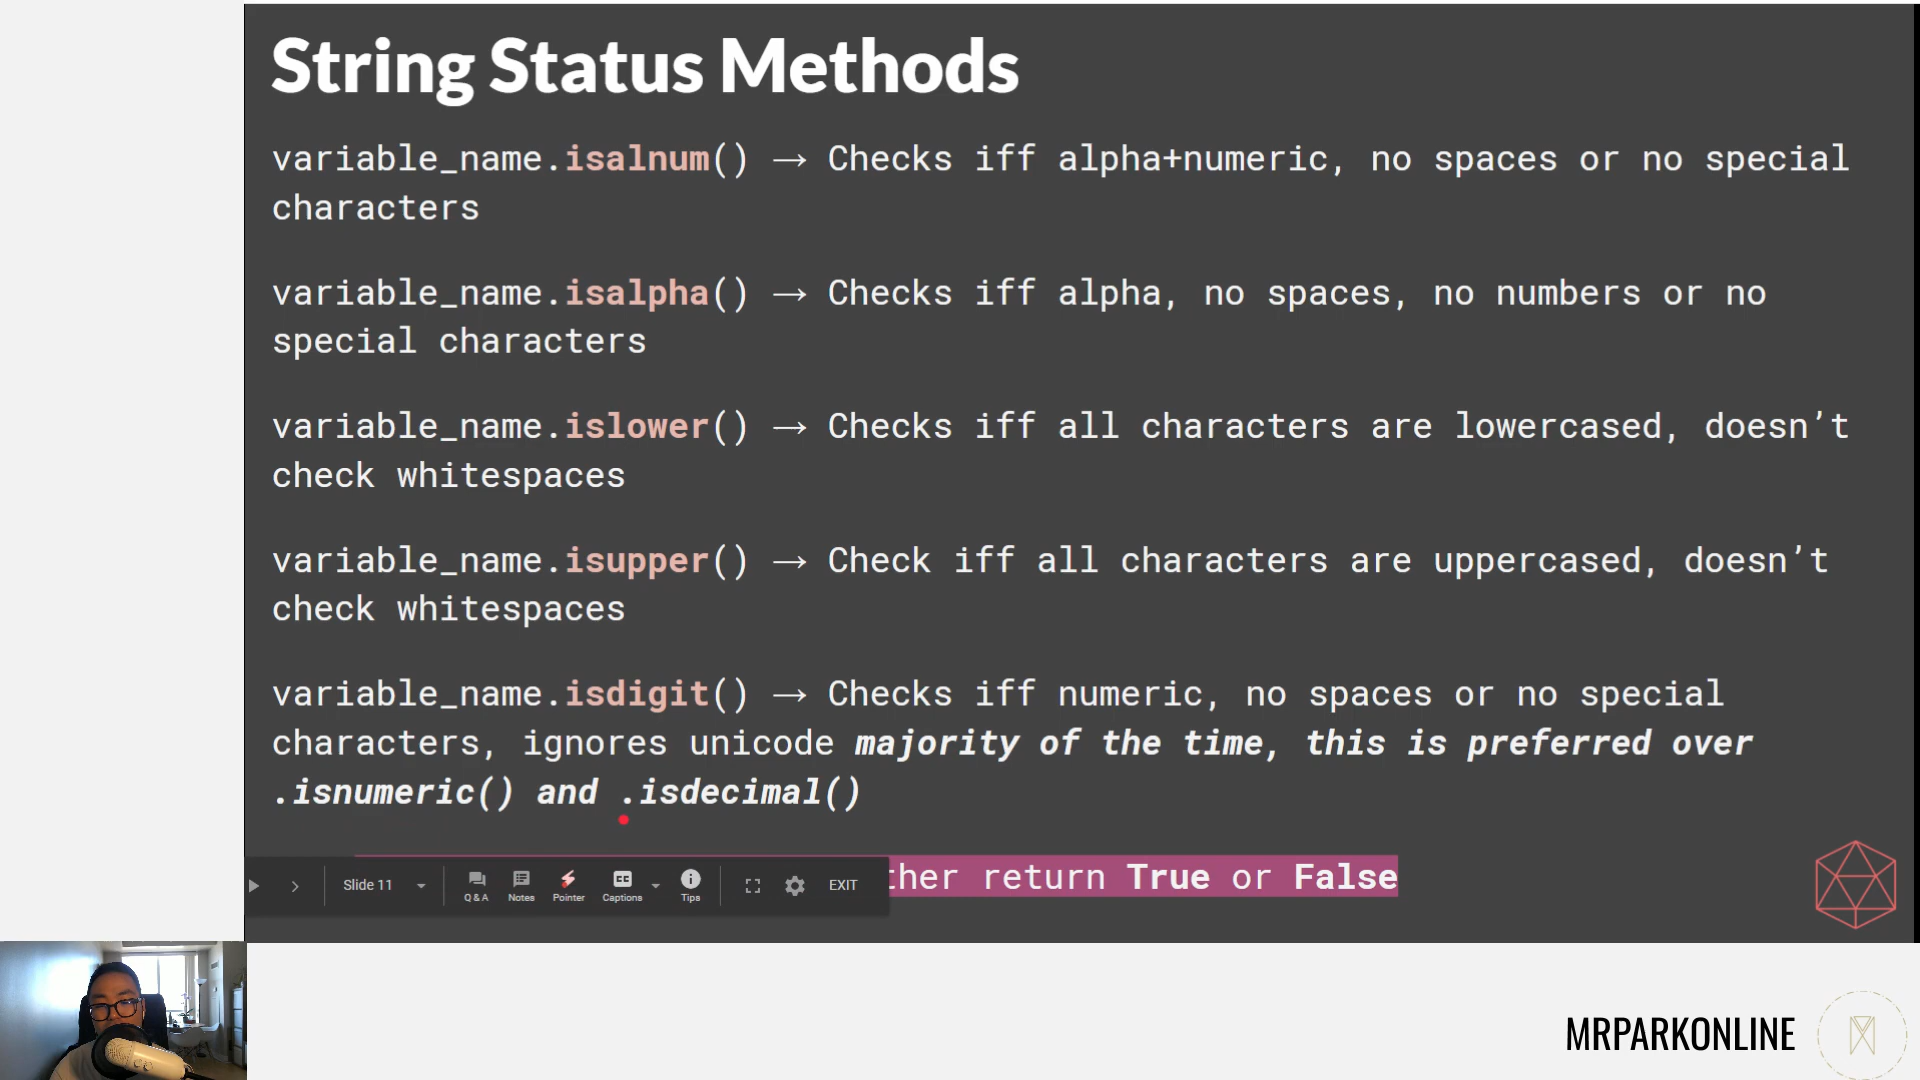 String Status Methods
variable_name.isalnum() → Checks iff alpha+numeric, no spaces or no special
characters
variable_name.isalpha() → Checks iff alpha, no spaces, no numbers or no
special characters
variable_name.islower() → Checks iff all characters are lowercased, doesn’t
check whitespaces
variable_name.isupper() → Check iff all characters are uppercased, doesn’t
check whitespaces
variable_name.isdigit() → Checks iff numeric, no spaces or no special
characters, ignores unicode majority of the time, this is preferred over
.isnumeric() and .isdecimal()
ther return True or False
Slide 11
Q & A
Notes
Pointer
CC
Captions
Tips
EXIT
MRPARKONLINE